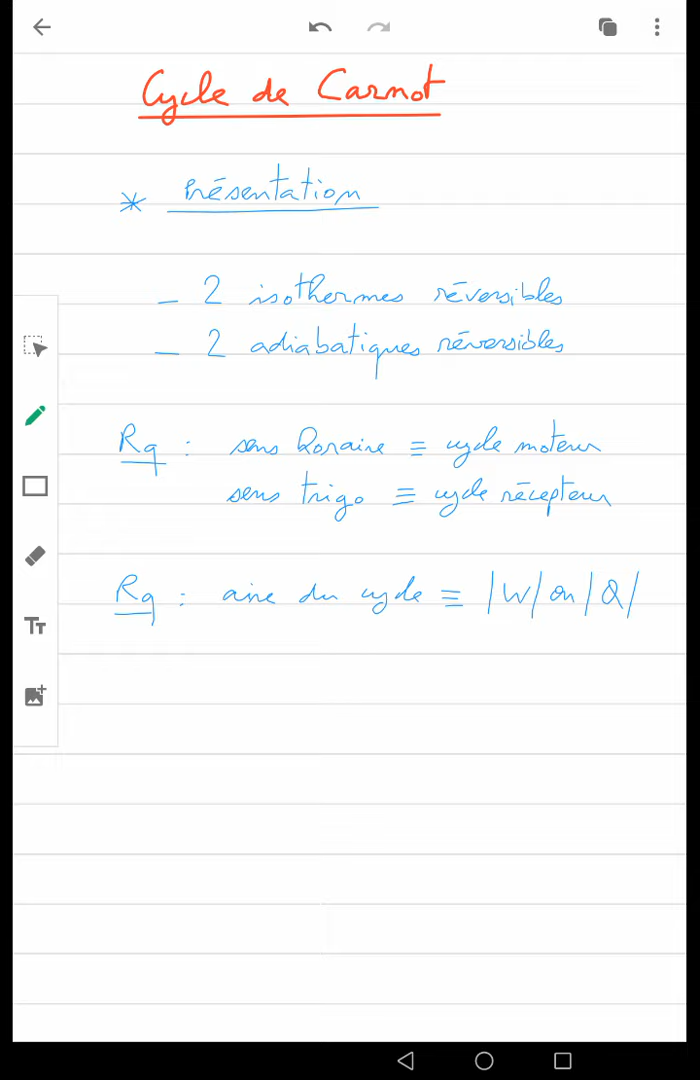 Cycle de Carnot
* Présentation
- 2 isothermes réversibles
- 2 adiabatiques réversibles
Rq : sens horaire ≡ cycle moteur
sens trigo ≡ cycle récepteur
Rq : aire du cycle ≡ |W| ou |Q|
TT